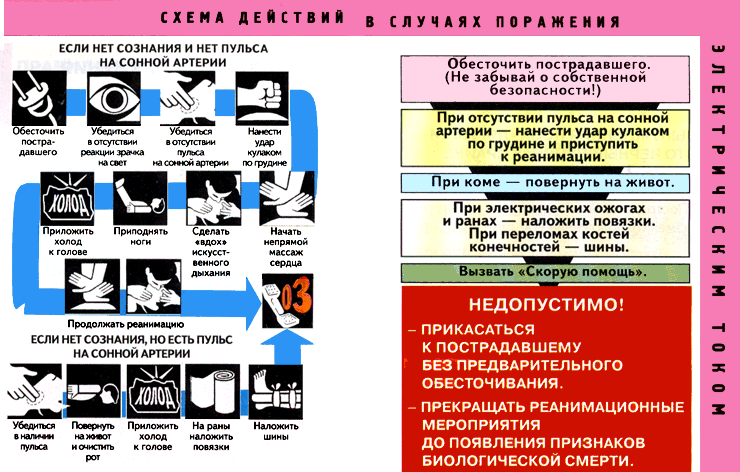 СХЕМА ДЕЙСТВИЙ В СЛУЧАЯХ ПОРАЖЕНИЯ
ЭЛЕКТРИЧЕСКИМ ТОКОМ
ЕСЛИ НЕТ СОЗНАНИЯ И НЕТ ПУЛЬСА
НА СОННОЙ АРТЕРИИ
Обесточить
постра-
давшего
Убедиться
в отсутствии
реакции зрачка
на свет
Убедиться
в отсутствии
пульса
на сонной артерии
Нанести
удар
кулаком
по грудине
ХОЛОД
Приложить
холод
к голове
Приподнять
ноги
Сделать
«вдох»
искусст-
венного
дыхания
Начать
непрямой
массаж
сердца
Продолжать реанимацию
03
ЕСЛИ НЕТ СОЗНАНИЯ, НО ЕСТЬ ПУЛЬС
НА СОННОЙ АРТЕРИИ
Убедиться
в наличии
пульса
Повернуть
на живот
и очистить
рот
ХОЛОД
Приложить
холод
к голове
На раны
наложить
повязки
Наложить
шины
Обесточить пострадавшего.
(Не забывай о собственной
безопасности!)
При отсутствии пульса на сонной
артерии — нанести удар кулаком
по грудине и приступить
к реанимации.
При коме — повернуть на живот.
При электрических ожогах
и ранах — наложить повязки.
При переломах костей
конечностей — шины.
Вызвать «Скорую помощь».
НЕДОПУСТИМО!
– ПРИКАСАТЬСЯ
К ПОСТРАДАВШЕМУ
БЕЗ ПРЕДВАРИТЕЛЬНОГО
ОБЕСТОЧИВАНИЯ.
– ПРЕКРАЩАТЬ РЕАНИМАЦИОННЫЕ
МЕРОПРИЯТИЯ
ДО ПОЯВЛЕНИЯ ПРИЗНАКОВ
БИОЛОГИЧЕСКОЙ СМЕРТИ.